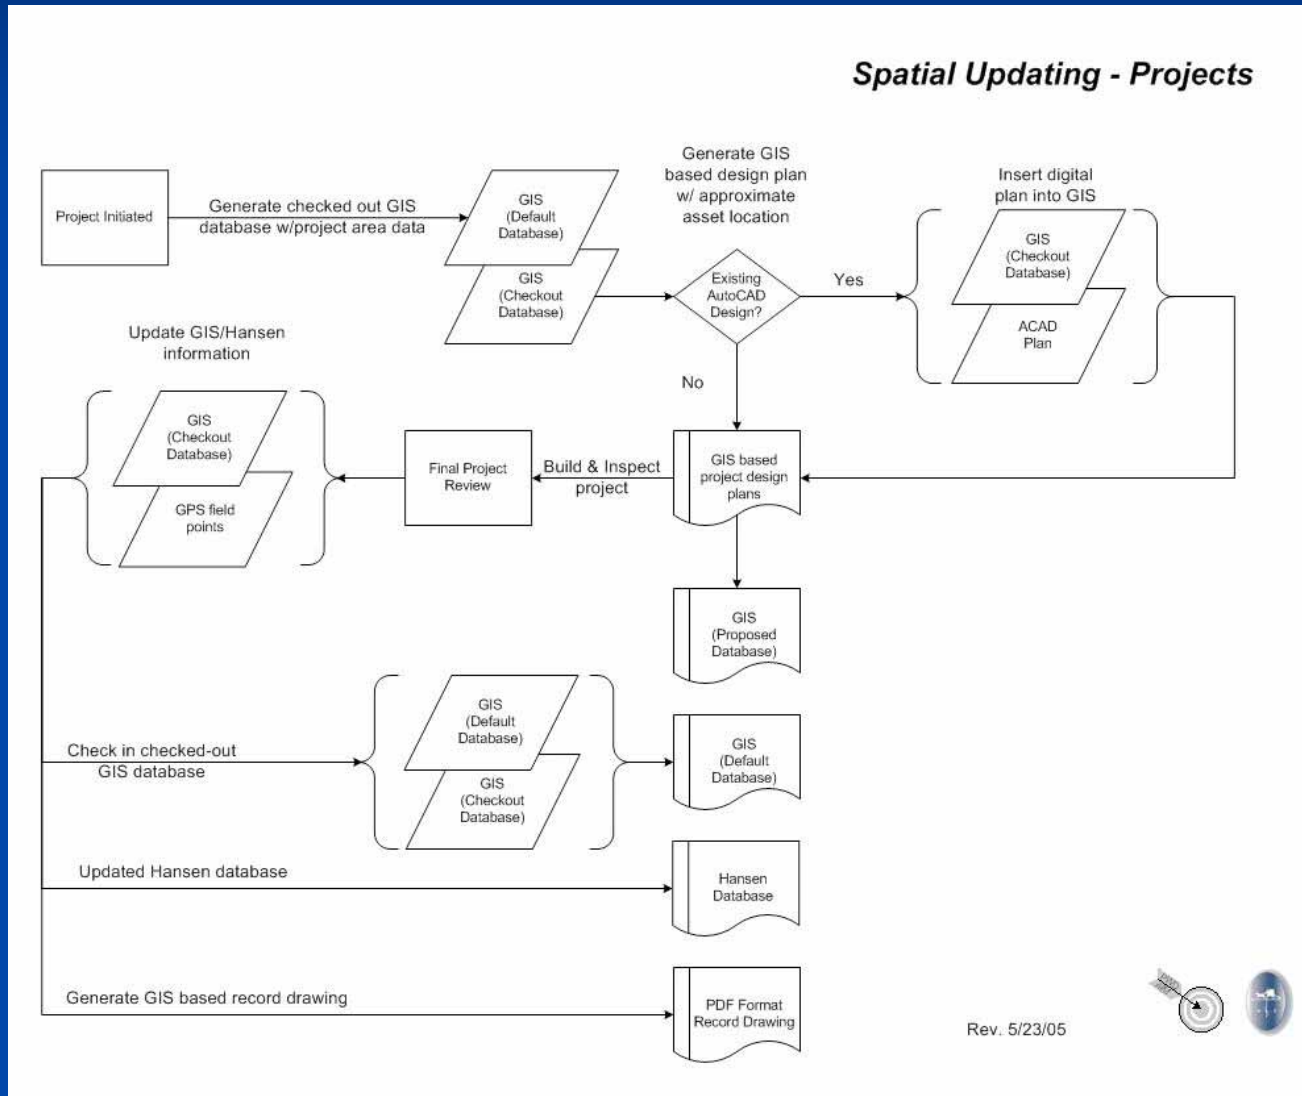 Spatial Updating - Projects
Project Initiated
Generate checked out GIS
database w/project area data
GIS
(Default
Database)
GIS
(Checkout
Database)
Generate GIS
based design plan
w/ approximate
asset location
Existing
AutoCAD
Design?
Yes
No
Insert digital
plan into GIS
GIS
(Checkout
Database)
ACAD
Plan
Update GIS/Hansen
information
GIS
(Checkout
Database)
GPS field
points
Final Project
Review
Build & Inspect
project
GIS based
project design
plans
GIS
(Proposed
Database)
Check in checked-out
GIS database
GIS
(Default
Database)
GIS
(Checkout
Database)
GIS
(Default
Database)
Updated Hansen database
Hansen
Database
Generate GIS based record drawing
PDF Format
Record Drawing
Rev. 5/23/05